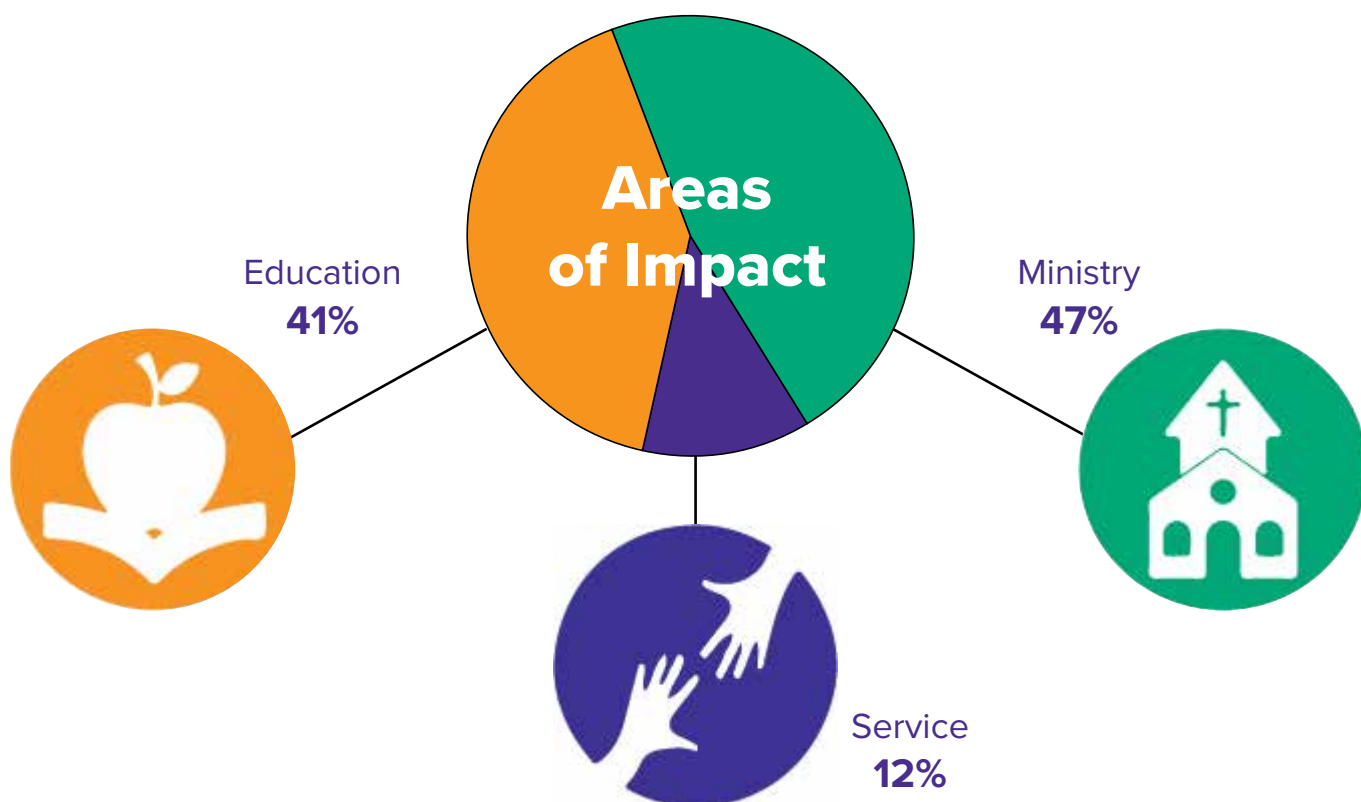 Areas
of Impact
Education
41%
Ministry
47%
Service
12%